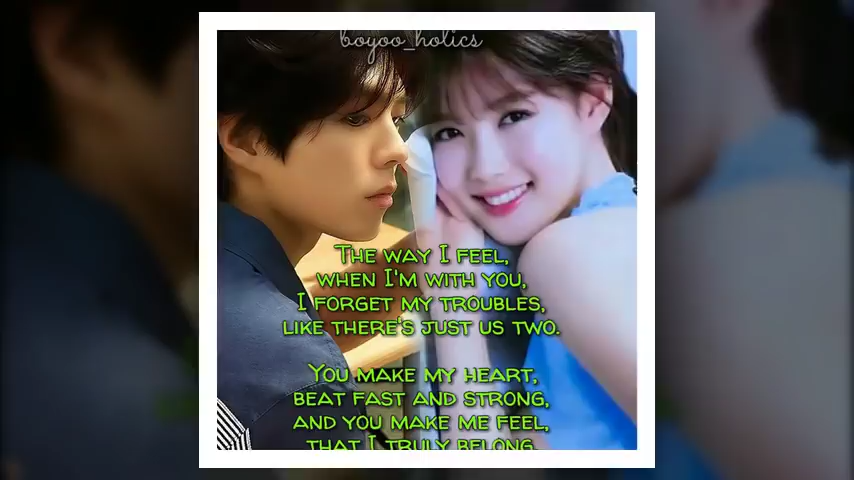 boyoo_holics
THE WAY I FEEL,
WHEN I'M WITH YOU,
I FORGET MY TROUBLES,
LIKE THERE'S JUST US TWO.
YOU MAKE MY HEART,
BEAT FAST AND STRONG,
AND YOU MAKE ME FEEL,
THAT I TRULY BELONG.